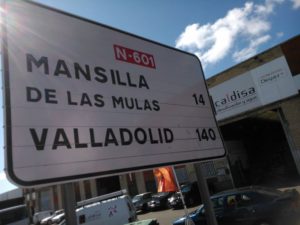 N-601
MANSILLA
DE LAS MULAS 14
VALLADOLID 140
caldisa